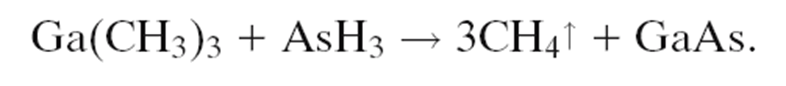 Ga(CH₃)₃ + AsH₃ → 3CH₄↑ + GaAs.